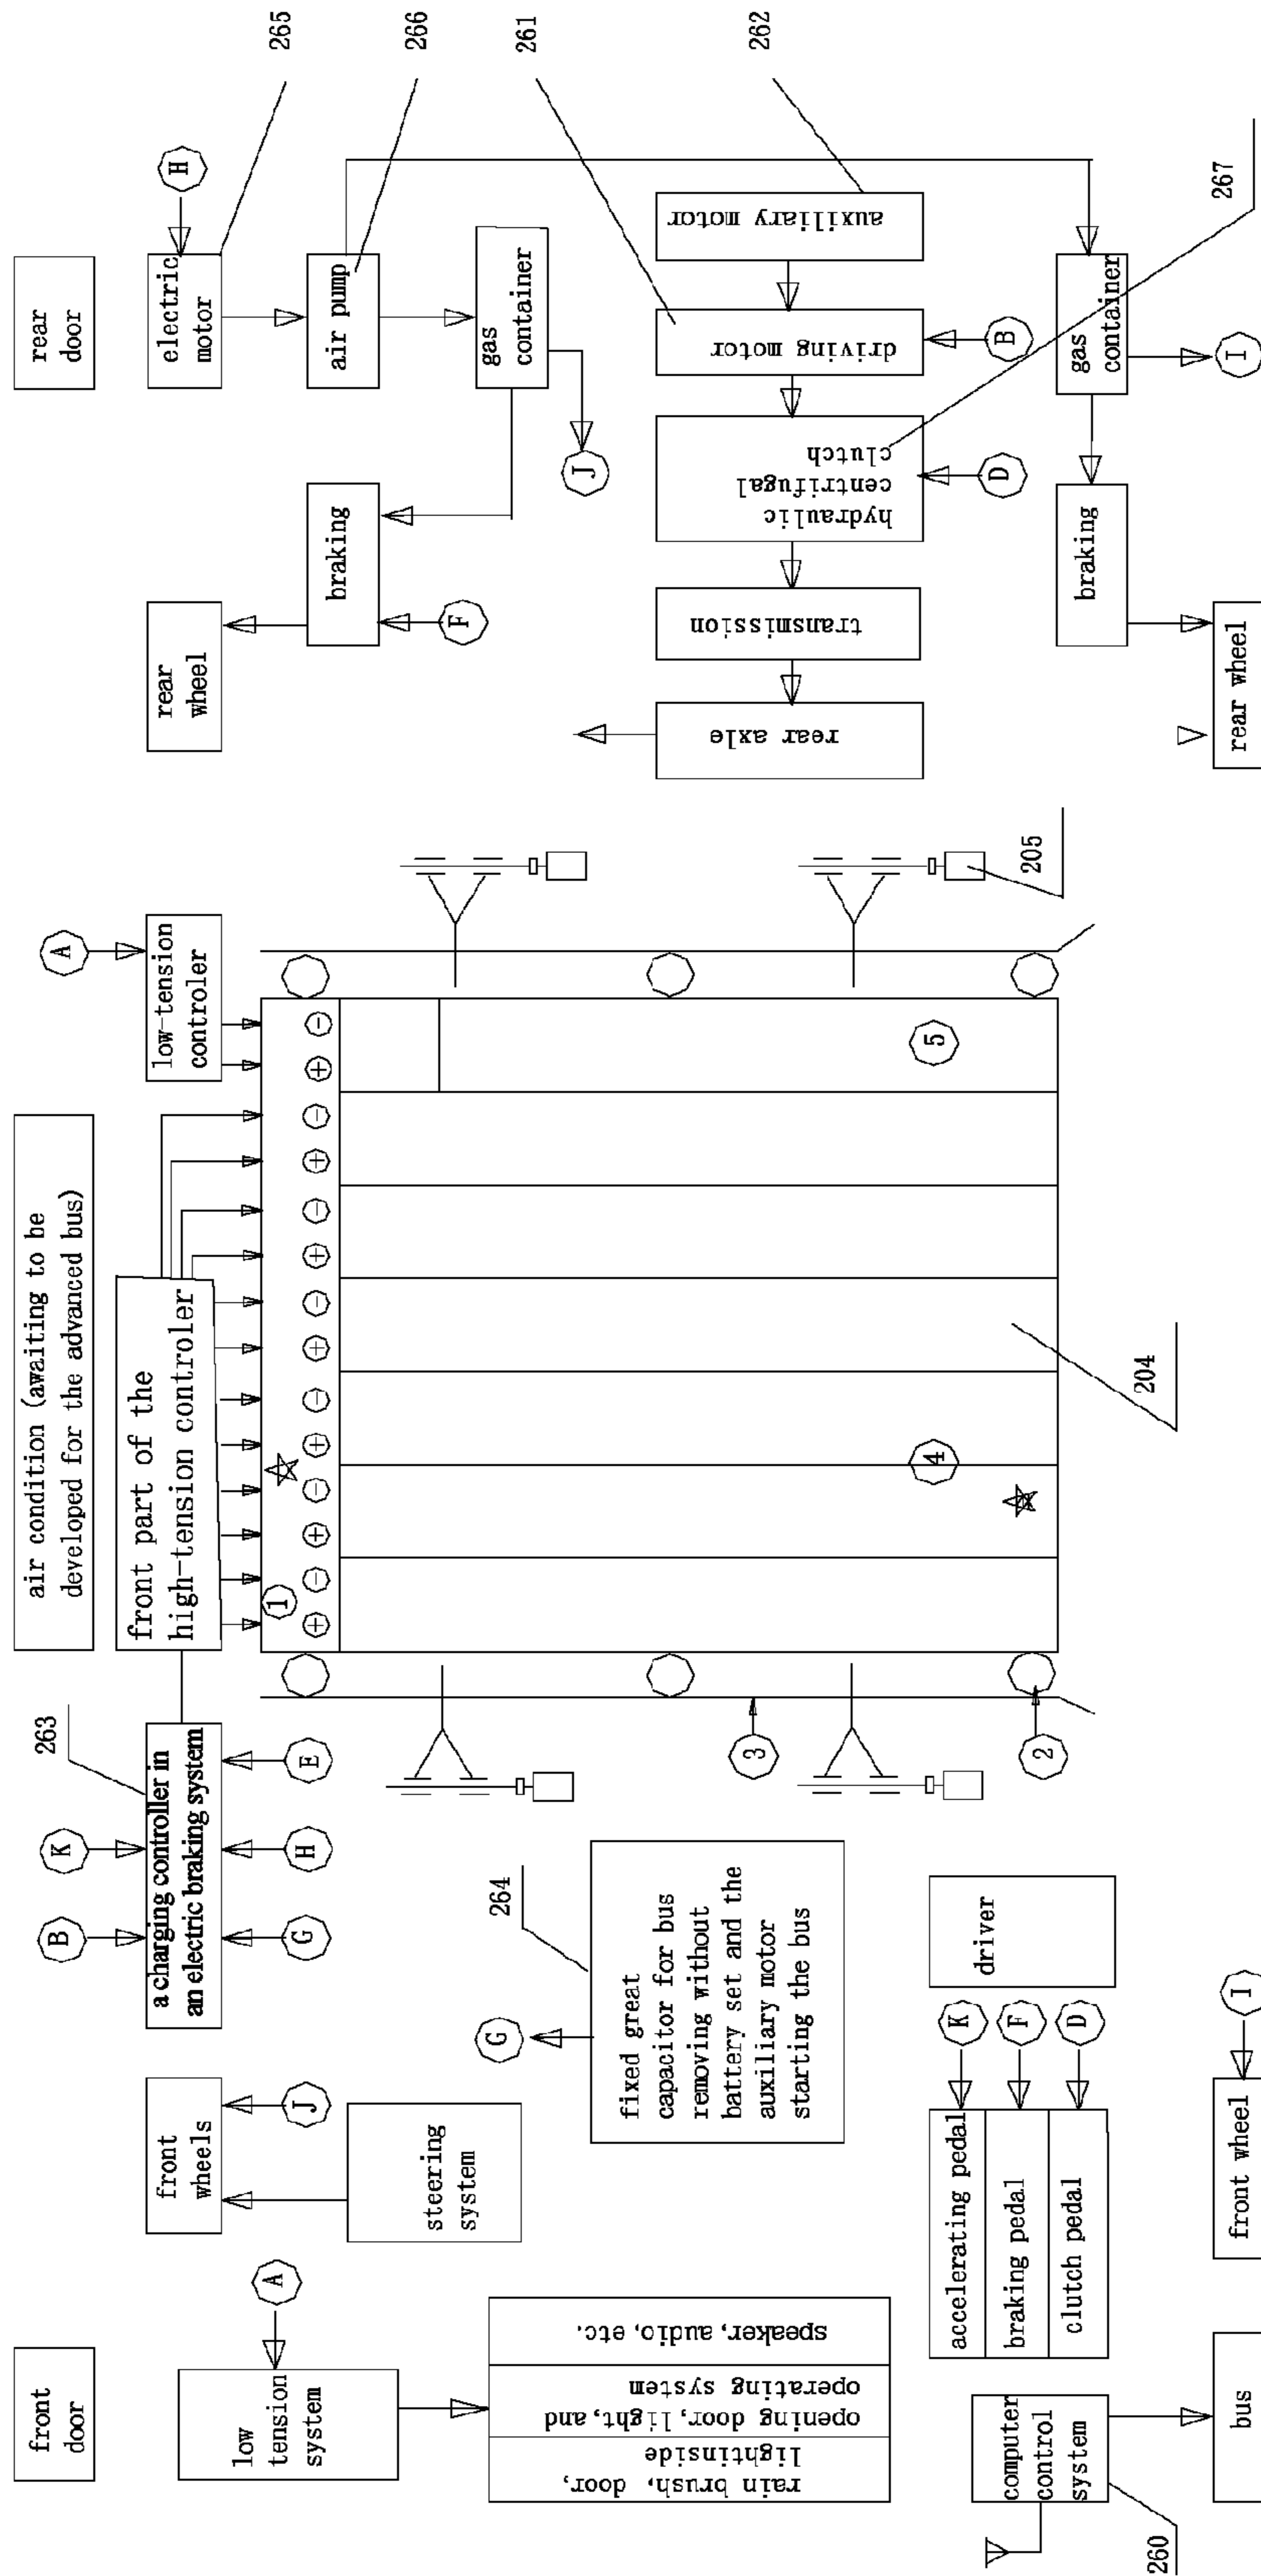 front
door
low
tension
system
A
rain brush, door,
lightinside
opening door, light, and
operating system
speaker, audio, etc.
computer
control
system
260
bus
front
wheels
J
steering
system
accelerating pedal
braking pedal
clutch pedal
K
F
D
driver
front wheel
I
B
K
a charging controller in
an electric braking system
263
G
H
E
G
264
fixed great
capacitor for bus
removing without
battery set and the
auxiliary motor
starting the bus
air condition (awaiting to be
developed for the advanced bus)
front part of the
high-tension controler
A
low-tension
controler
1
+
-
+
-
+
-
+
-
+
-
+
-
+
-
2
3
4
5
204
205
rear
door
H
electric
motor
265
air pump
266
gas
container
J
rear
wheel
braking
F
auxiliary motor
262
driving motor
261
B
hydraulic
centrifugal
clutch
267
D
transmission
rear axle
gas
container
I
braking
rear wheel